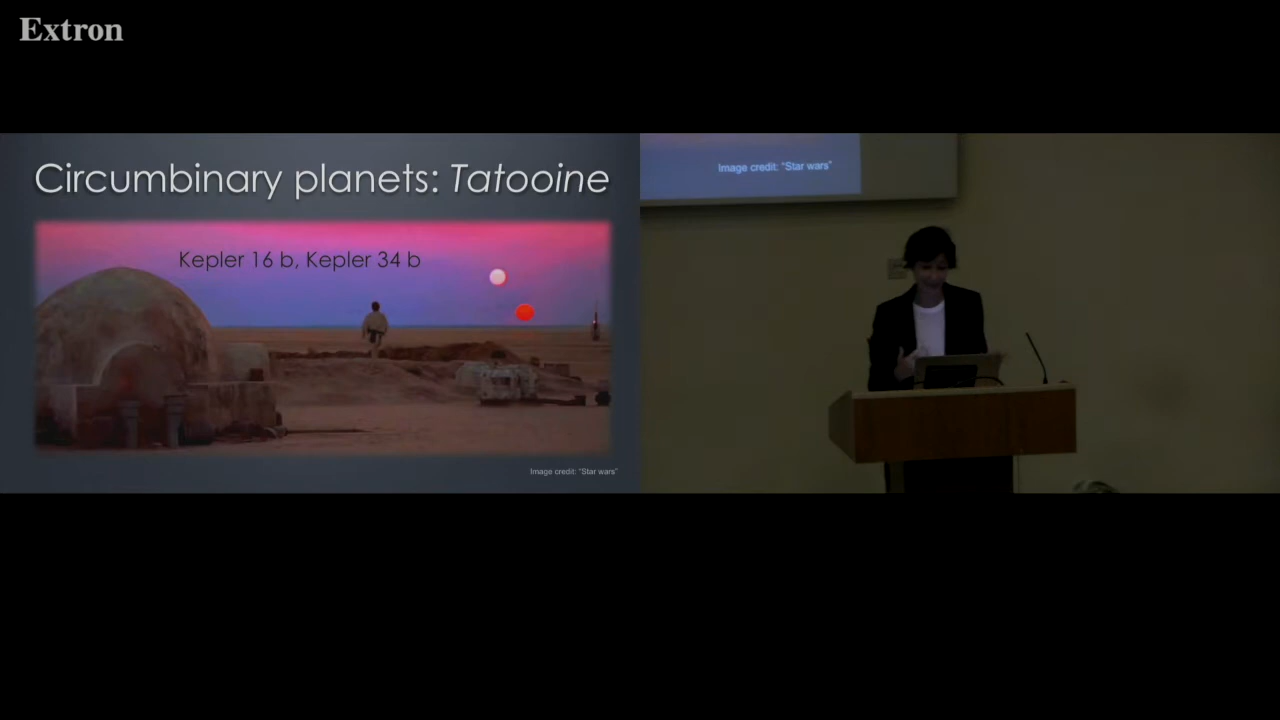 Extron
Circumbinary planets: Tatooine
Kepler 16 b, Kepler 34 b
Image credit: "Star wars"
Image credit: "Star wars"